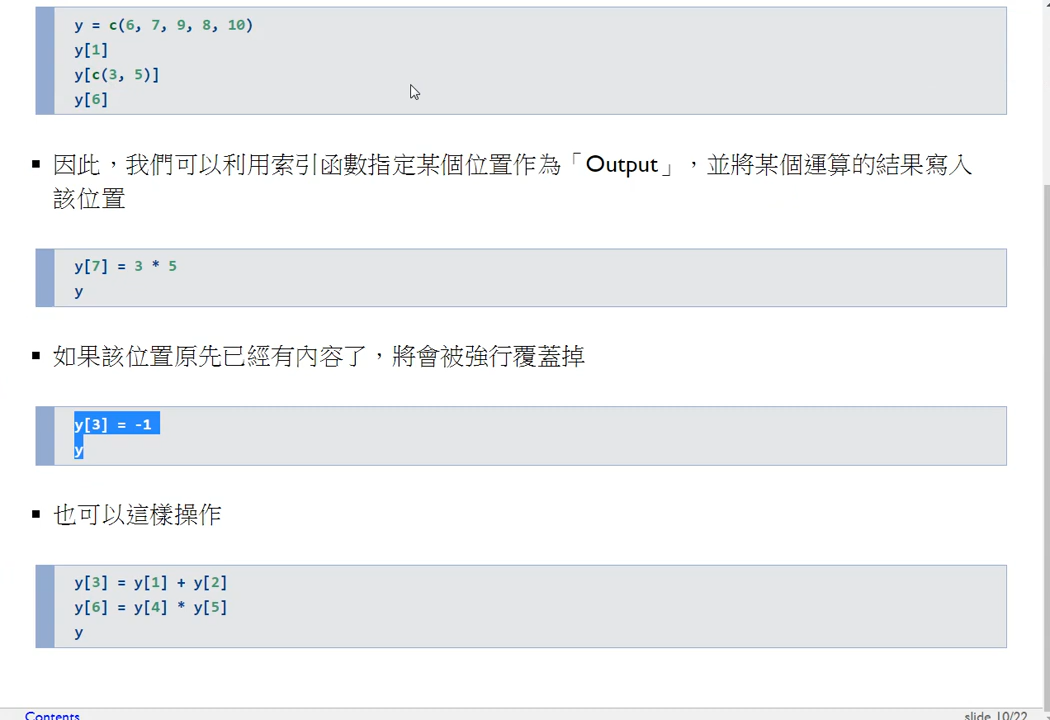 y = c(6, 7, 9, 8, 10)
y[1]
y[c(3, 5)]
y[6]
▪ 因此，我們可以利用索引函數指定某個位置作為「Output」，並將某個運算的結果寫入
該位置
y[7] = 3 * 5
y
▪ 如果該位置原先已經有內容了，將會被強行覆蓋掉
y[3] = -1
y
▪ 也可以這樣操作
y[3] = y[1] + y[2]
y[6] = y[4] * y[5]
y
Contents
slide 10/22